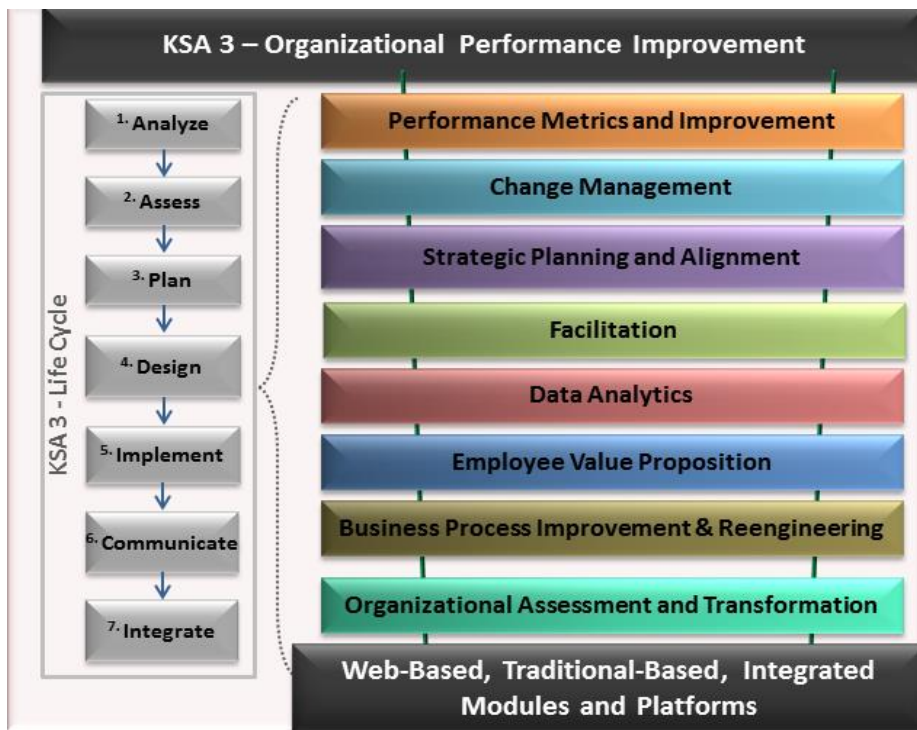 KSA 3 – Organizational Performance Improvement
KSA 3 - Life Cycle
1. Analyze
2. Assess
3. Plan
4. Design
5. Implement
6. Communicate
7. Integrate
Performance Metrics and Improvement
Change Management
Strategic Planning and Alignment
Facilitation
Data Analytics
Employee Value Proposition
Business Process Improvement & Reengineering
Organizational Assessment and Transformation
Web-Based, Traditional-Based, Integrated
Modules and Platforms